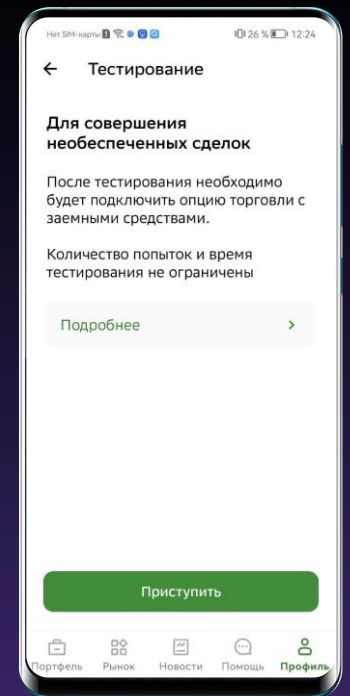 Нет SIM-карты 26 % 12:24
← Тестирование
Для совершения
необеспеченных сделок
После тестирования необходимо
будет подключить опцию торговли с
заемными средствами.
Количество попыток и время
тестирования не ограничены
Подробнее >
Приступить
Портфель Рынок Новости Помощь Профиль